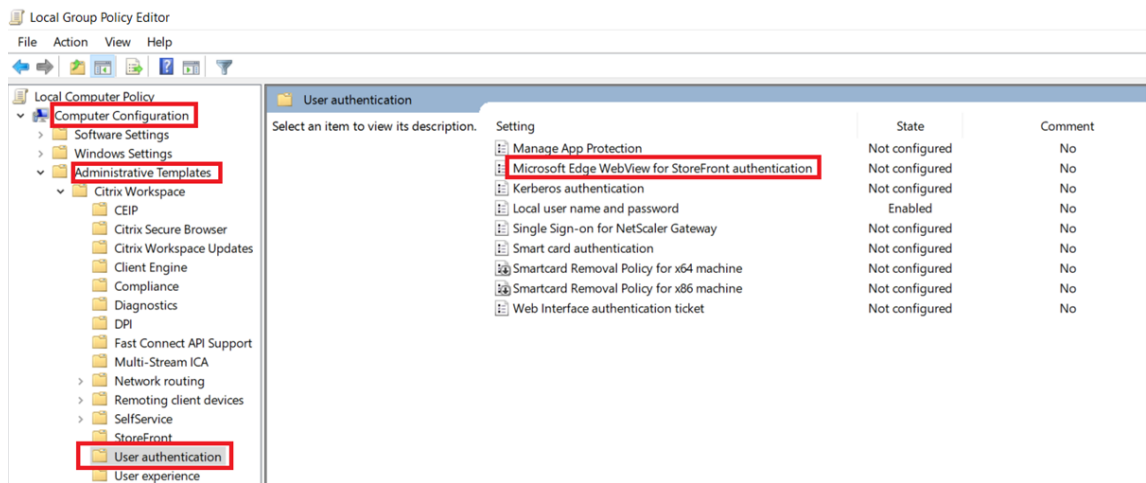 Local Group Policy Editor
File Action View Help
Local Computer Policy
Computer Configuration
Software Settings
Windows Settings
Administrative Templates
Citrix Workspace
CEIP
Citrix Secure Browser
Citrix Workspace Updates
Client Engine
Compliance
Diagnostics
DPI
Fast Connect API Support
Multi-Stream ICA
Network routing
Remoting client devices
SelfService
StoreFront
User authentication
User experience
User authentication
Select an item to view its description.
Setting State Comment
Manage App Protection Not configured No
Microsoft Edge WebView for StoreFront authentication Not configured No
Kerberos authentication Not configured No
Local user name and password Enabled No
Single Sign-on for NetScaler Gateway Not configured No
Smart card authentication Not configured No
Smartcard Removal Policy for x64 machine Not configured No
Smartcard Removal Policy for x86 machine Not configured No
Web Interface authentication ticket Not configured No